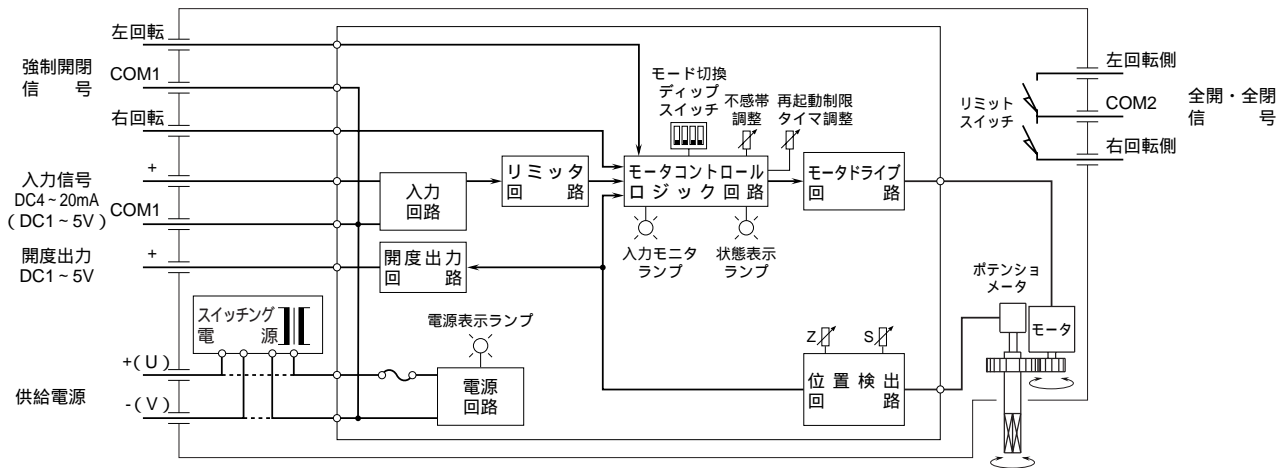 左回転
強制開閉
信　号
COM1
右回転
+
入力信号
DC4～20mA
（DC1～5V）
COM1
開度出力
DC1～5V
+
スイッチング
電　源
+(U)
供給電源
-(V)
電源表示ランプ
電源
回路
入力
回路
開度出力
回　路
リミッタ
回　路
モード切換
ディップ
スイッチ
不感帯
調整
再起動制限
タイマ調整
モータコントロール
ロジック回路
入力モニタ
ランプ
状態表示
ランプ
モータドライブ
回　路
Z
S
位置検出
回　路
ポテンショ
メータ
モータ
リミット
スイッチ
左回転側
COM2
右回転側
全開・全閉
信　号